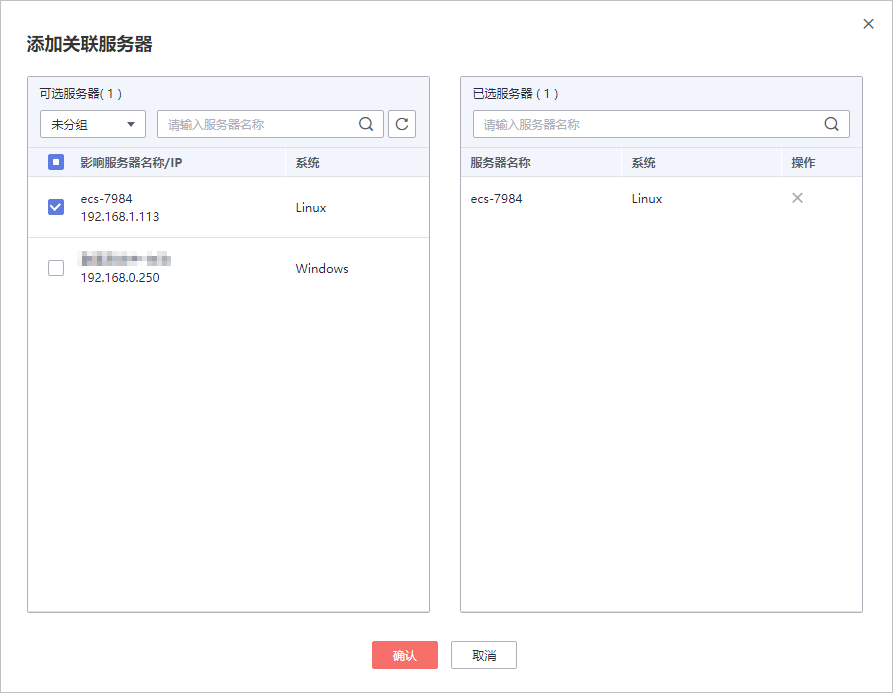 添加关联服务器
可选服务器( 1 )
未分组
请输入服务器名称
影响服务器名称/IP
系统
ecs-7984
192.168.1.113
Linux
192.168.0.250
Windows
已选服务器 ( 1 )
请输入服务器名称
服务器名称
系统
操作
ecs-7984
Linux
确认
取消